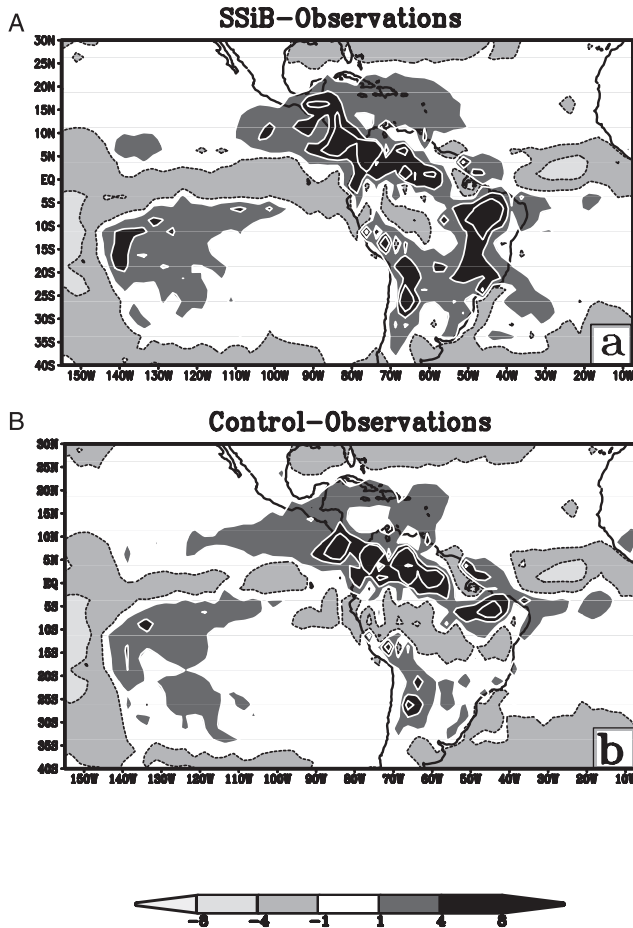 A
SSiB-Observations
30N
25N
20N
15N
10N
5N
EQ
5S
10S
15S
20S
25S
30S
35S
40S
a
150W 140W 130W 120W 110W 100W 90W 80W 70W 60W 50W 40W 30W 20W 10W
B
Control-Observations
30N
25N
20N
15N
10N
5N
EQ
5S
10S
15S
20S
25S
30S
35S
40S
b
150W 140W 130W 120W 110W 100W 90W 80W 70W 60W 50W 40W 30W 20W 10W
-8 -4 -1 1 4 8